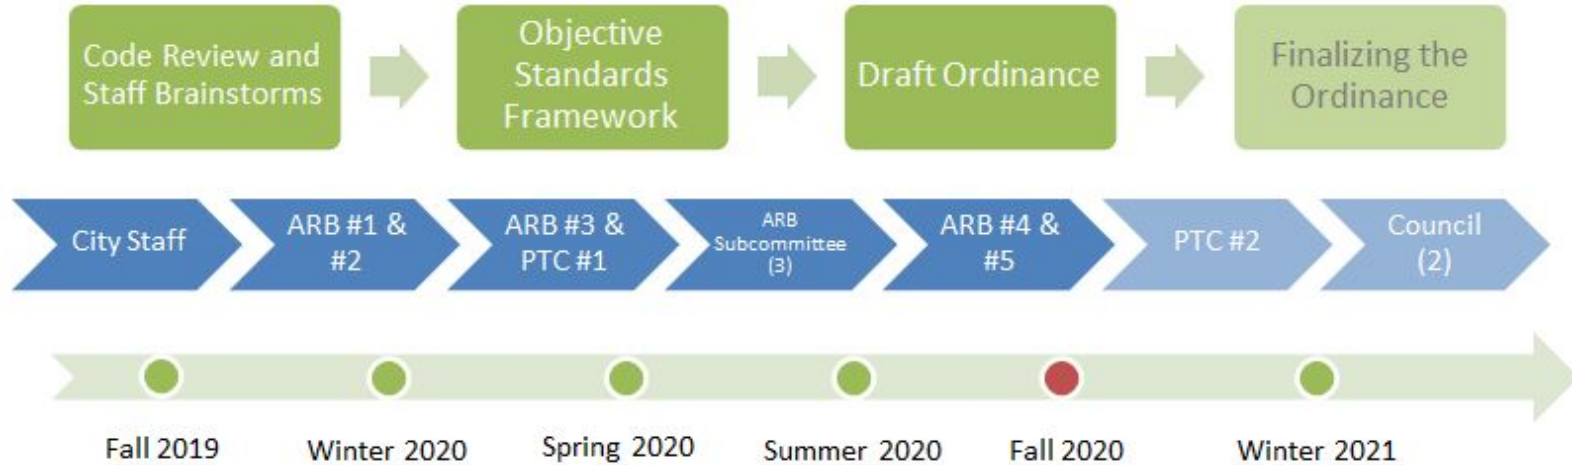 Code Review and
Staff Brainstorms
Objective
Standards
Framework
Draft Ordinance
Finalizing the
Ordinance
City Staff
ARB #1 &
#2
ARB #3 &
PTC #1
ARB
Subcommittee
(3)
ARB #4 &
#5
PTC #2
Council
(2)
Fall 2019
Winter 2020
Spring 2020
Summer 2020
Fall 2020
Winter 2021